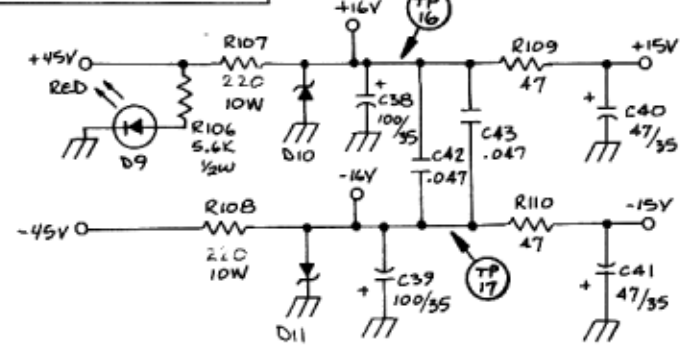 +16V
TP
16
+45V
R107
220
10W
R109
47
+15V
RED
R106
5.6K
½W
D9
D10
+
C38
100/35
C42
.047
C43
.047
+
C40
47/35
-16V
-45V
R108
220
10W
R110
47
-15V
D11
+
C39
100/35
TP
17
+
C41
47/35